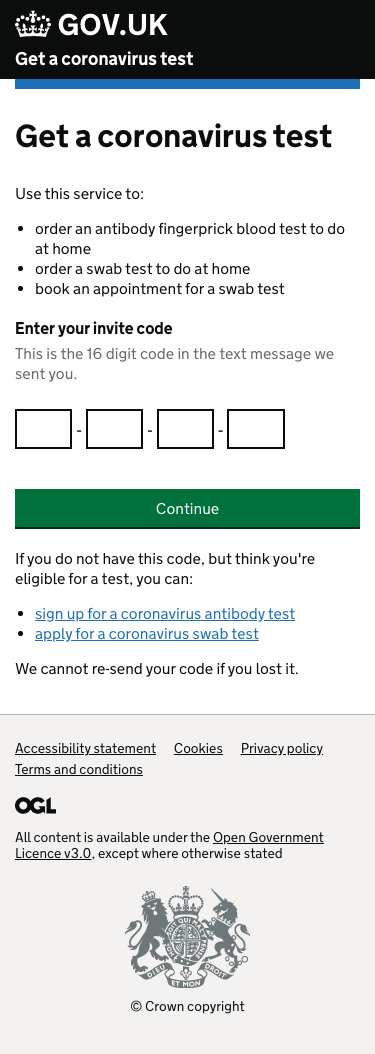 GOV.UK
Get a coronavirus test
Get a coronavirus test
Use this service to:
order an antibody fingerprick blood test to do
at home
order a swab test to do at home
book an appointment for a swab test
Enter your invite code
This is the 16 digit code in the text message we
sent you.
- - -
Continue
If you do not have this code, but think you're
eligible for a test, you can:
sign up for a coronavirus antibody test
apply for a coronavirus swab test
We cannot re-send your code if you lost it.
Accessibility statement Cookies Privacy policy
Terms and conditions
OGL
All content is available under the Open Government
Licence v3.0, except where otherwise stated
DIEU ET MON DROIT
© Crown copyright